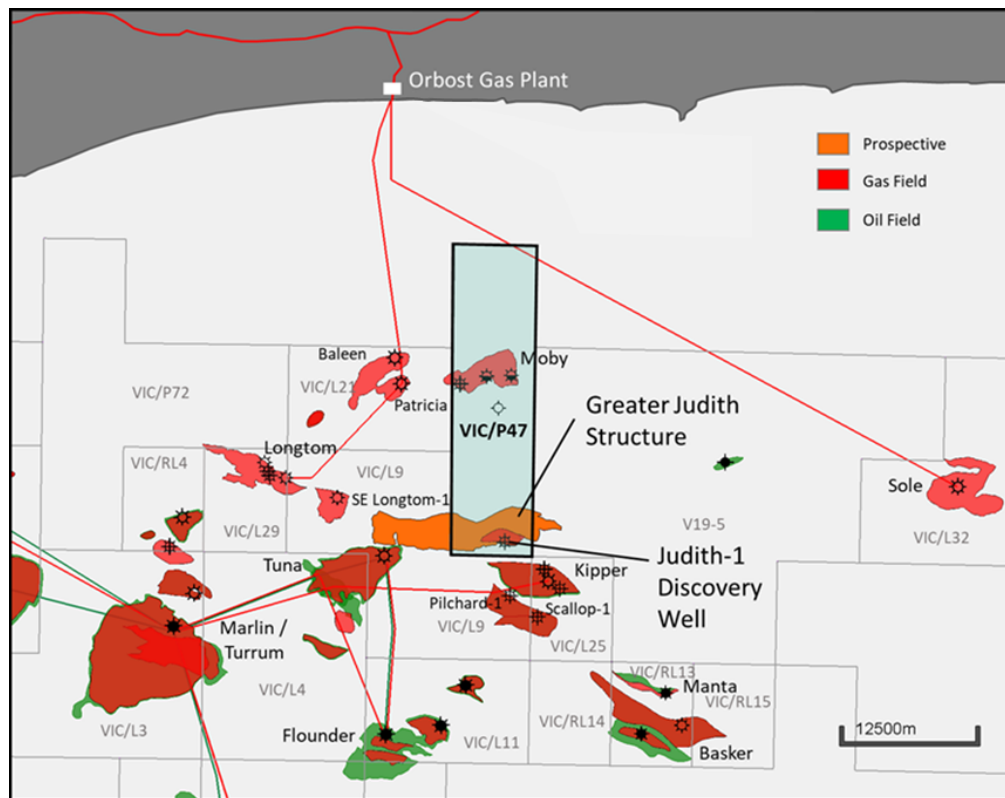 Orbost Gas Plant
Prospective
Gas Field
Oil Field
Baleen
Moby
VIC/P72
VIC/L21
Patricia
Greater Judith
Structure
VIC/P47
Longtom
VIC/RL4
VIC/L9
SE Longtom-1
Sole
VIC/L29
V19-5
VIC/L32
Tuna
Kipper
Judith-1
Discovery
Well
Pilchard-1
Scallop-1
VIC/L9
VIC/L25
Marlin /
Turrum
VIC/L4
VIC/L3
VIC/RL13
Manta
VIC/RL15
VIC/RL14
Flounder
VIC/L11
Basker
12500m